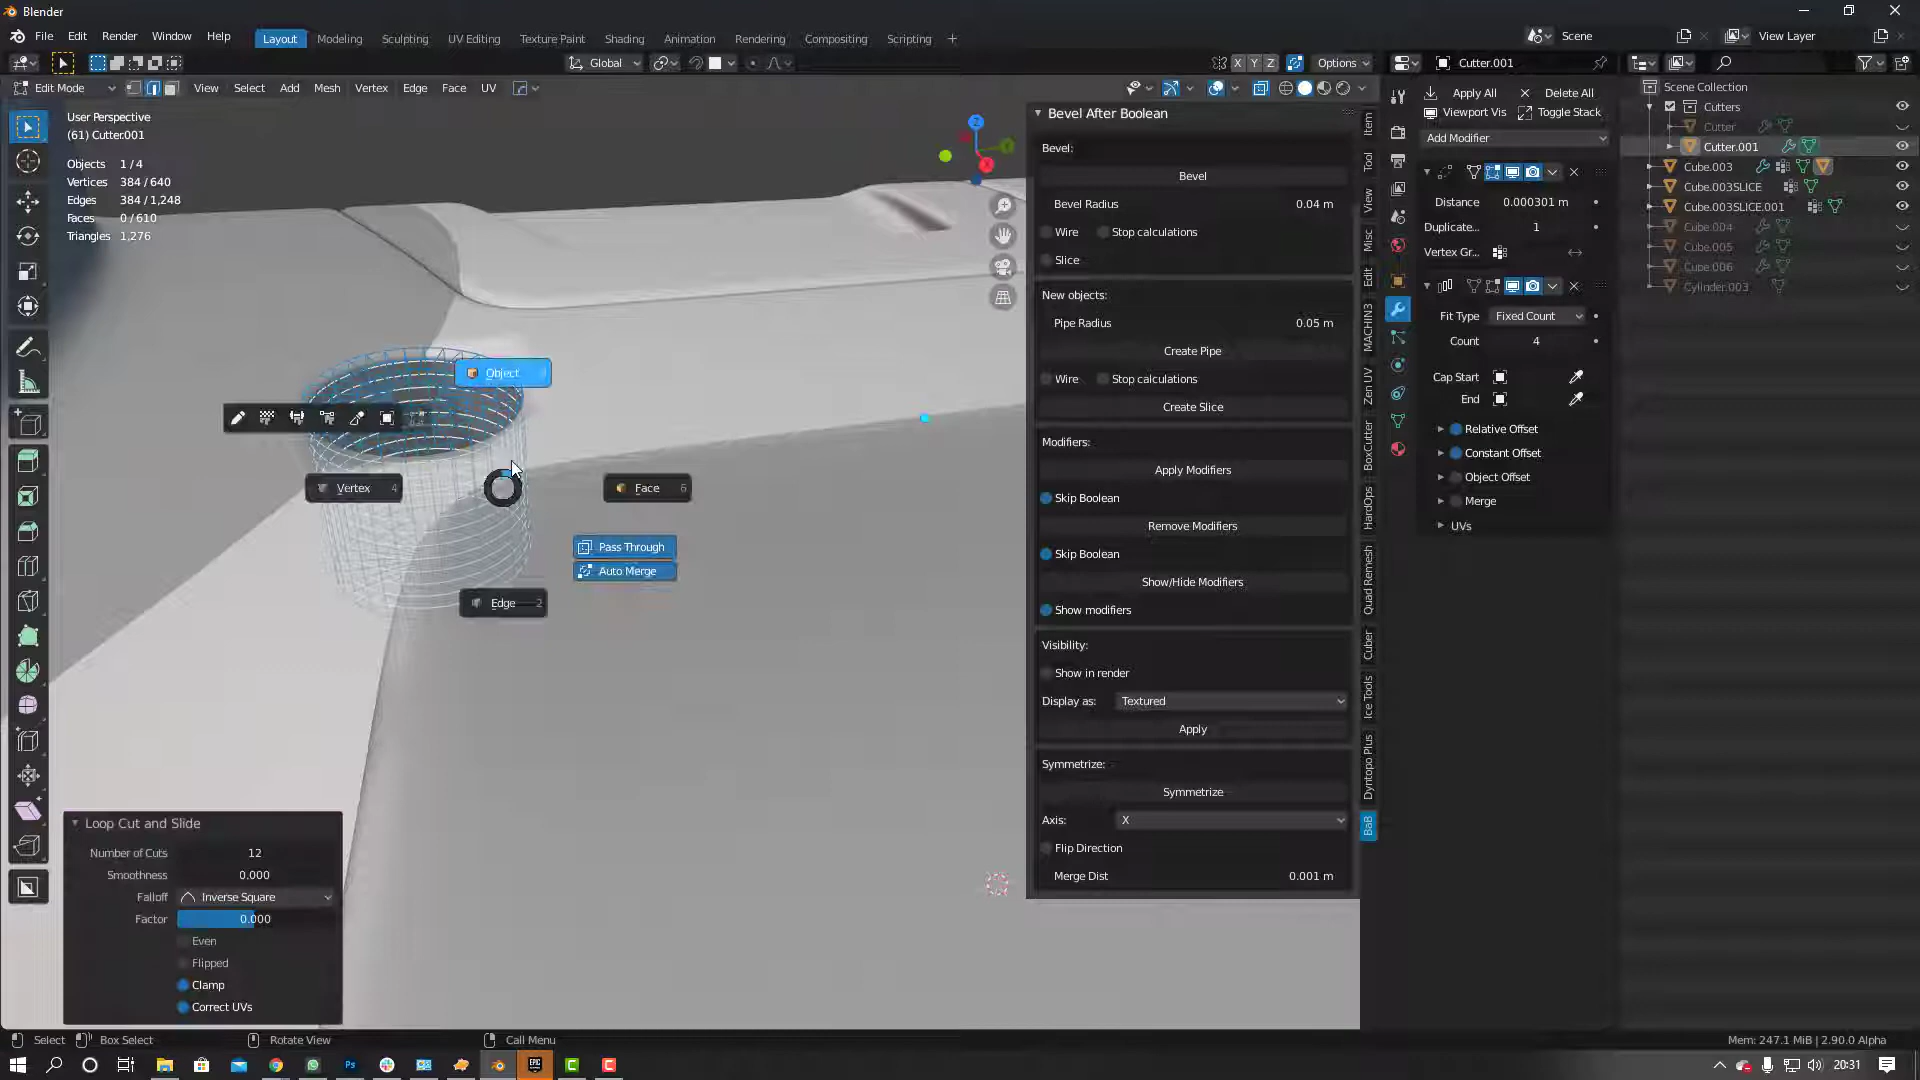 Blender
File Edit Render Window Help
Layout Modeling Sculpting UV Editing Texture Paint Shading Animation Rendering Compositing Scripting +
Scene
View Layer
Global
X Y Z
Options
Cutter.001
Edit Mode
View Select Add Mesh Vertex Edge Face UV
User Perspective
(61) Cutter.001
Objects 1 / 4
Vertices 384 / 640
Edges 384 / 1,248
Faces 0 / 610
Triangles 1,276
Object
Vertex 4
Face 6
Pass Through
Auto Merge
Edge 2
Loop Cut and Slide
Number of Cuts 12
Smoothness 0.000
Falloff Inverse Square
Factor 0.000
Even
Flipped
Clamp
Correct UVs
Bevel After Boolean
Bevel:
Bevel
Bevel Radius 0.04 m
Wire Stop calculations
Slice
New objects:
Pipe Radius 0.05 m
Create Pipe
Wire Stop calculations
Create Slice
Modifiers:
Apply Modifiers
Skip Boolean
Remove Modifiers
Skip Boolean
Show/Hide Modifiers
Show modifiers
Visibility:
Show in render
Display as: Textured
Apply
Symmetrize:
Symmetrize
Axis: X
Flip Direction
Merge Dist 0.001 m
Item
Tool
View
Misc
Edit
MACHIN3
Zen UV
BoxCutter
HardOps
Quad Remesh
Cuber
Ice Tools
Dyntopo Plus
BaB
Apply All Delete All
Viewport Vis Toggle Stack
Add Modifier
Distance 0.000301 m
Duplicate... 1
Vertex Gr...
Fit Type Fixed Count
Count 4
Cap Start
End
Relative Offset
Constant Offset
Object Offset
Merge
UVs
Scene Collection
Cutters
Cutter
Cutter.001
Cube.003
Cube.003SLICE
Cube.003SLICE.001
Cube.004
Cube.005
Cube.006
Cylinder.003
Select Box Select Rotate View Call Menu
Mem: 247.1 MiB | 2.90.0 Alpha
Ps
EPIC
C
C
20:31